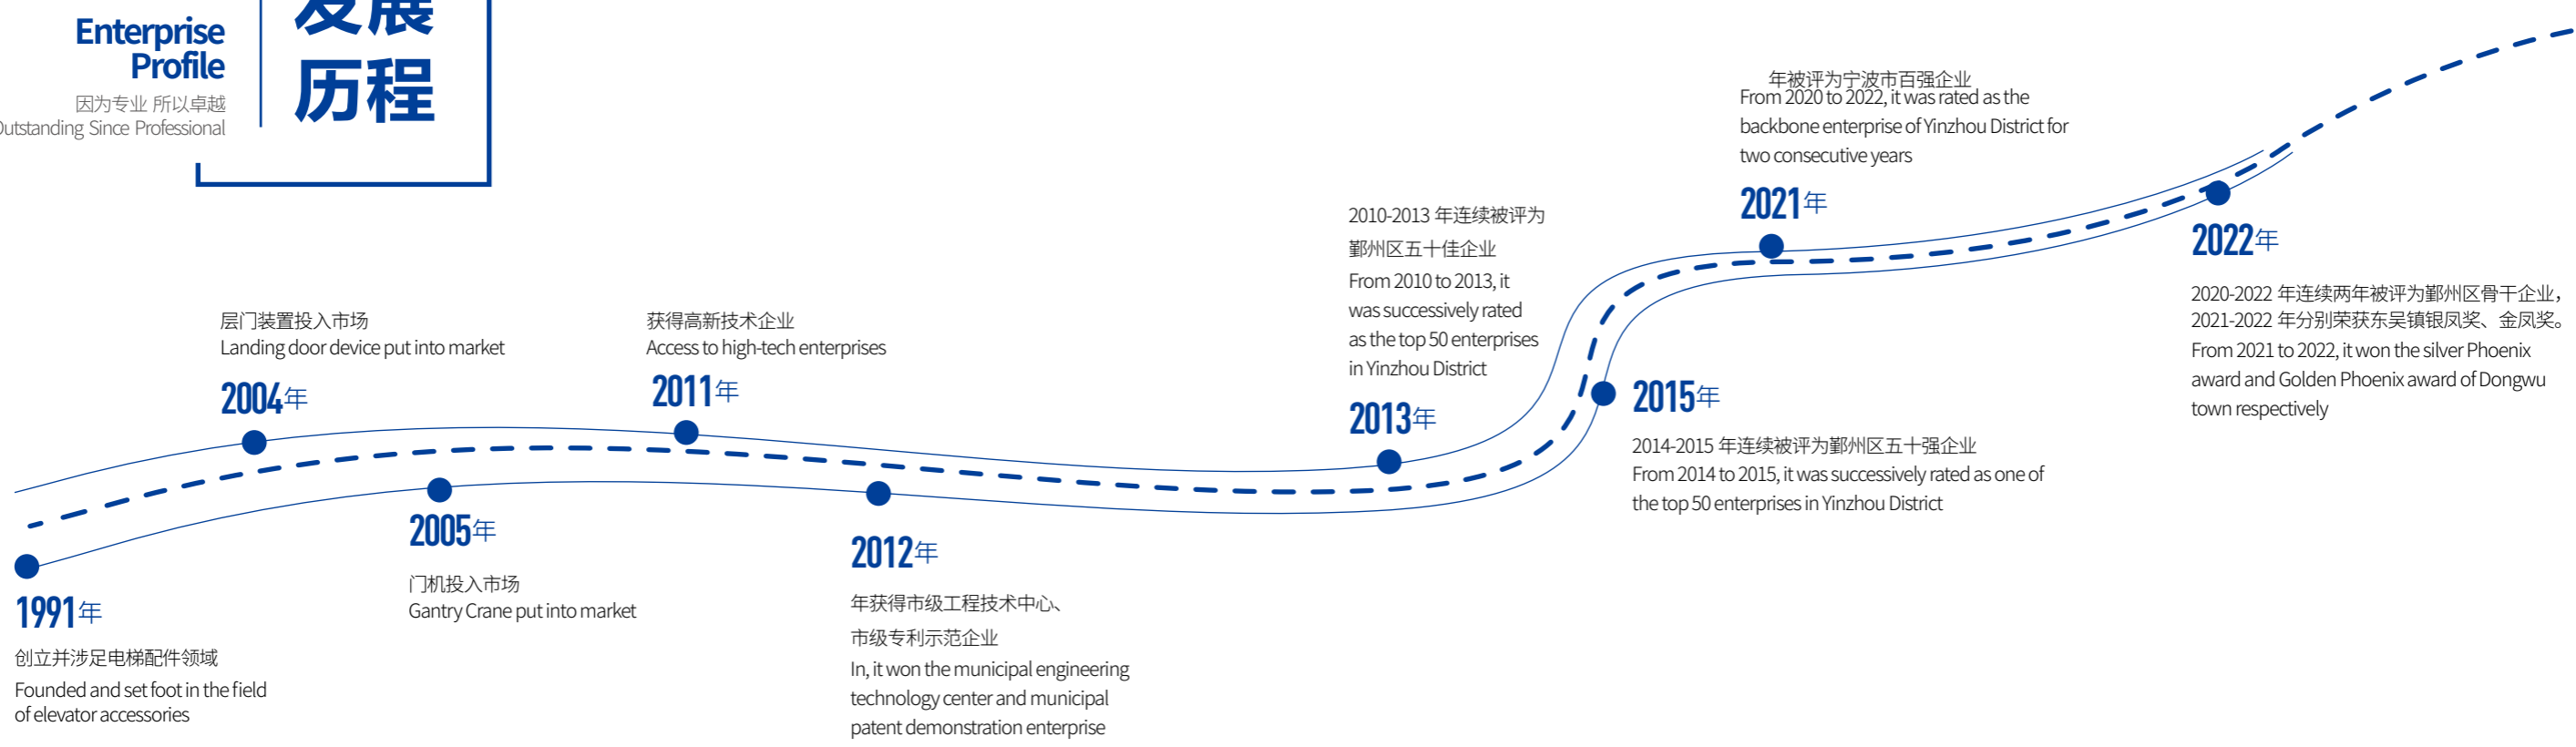 Enterprise
Profile
因为专业 所以卓越
Outstanding Since Professional
发展
历程
1991年
创立并涉足电梯配件领域
Founded and set foot in the field
of elevator accessories
层门装置投入市场
Landing door device put into market
2004年
2005年
门机投入市场
Gantry Crane put into market
获得高新技术企业
Access to high-tech enterprises
2011年
2012年
年获得市级工程技术中心、
市级专利示范企业
In, it won the municipal engineering
technology center and municipal
patent demonstration enterprise
2010-2013 年连续被评为
鄞州区五十佳企业
From 2010 to 2013, it
was successively rated
as the top 50 enterprises
in Yinzhou District
2013年
2015年
2014-2015 年连续被评为鄞州区五十强企业
From 2014 to 2015, it was successively rated as one of
the top 50 enterprises in Yinzhou District
年被评为宁波市百强企业
From 2020 to 2022, it was rated as the
backbone enterprise of Yinzhou District for
two consecutive years
2021年
2022年
2020-2022 年连续两年被评为鄞州区骨干企业，
2021-2022 年分别荣获东吴镇银凤奖、金凤奖。
From 2021 to 2022, it won the silver Phoenix
award and Golden Phoenix award of Dongwu
town respectively